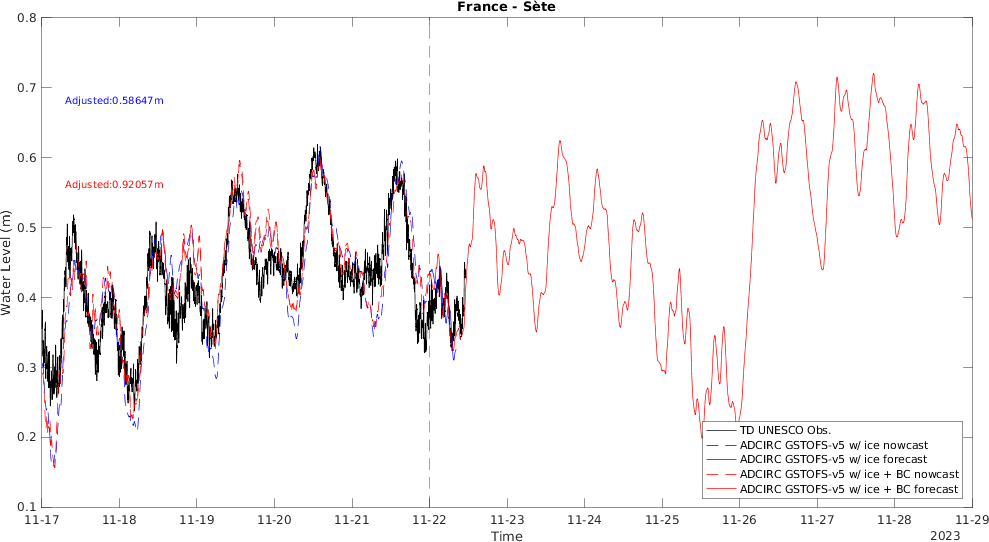 France - Sète
0.8
0.7
0.6
0.5
0.4
0.3
0.2
0.1
Water Level (m)
Adjusted:0.58647m
Adjusted:0.92057m
TD UNESCO Obs.
ADCIRC GSTOFS-v5 w/ ice nowcast
ADCIRC GSTOFS-v5 w/ ice forecast
ADCIRC GSTOFS-v5 w/ ice + BC nowcast
ADCIRC GSTOFS-v5 w/ ice + BC forecast
11-17 11-18 11-19 11-20 11-21 11-22 11-23 11-24 11-25 11-26 11-27 11-28 11-29
Time
2023